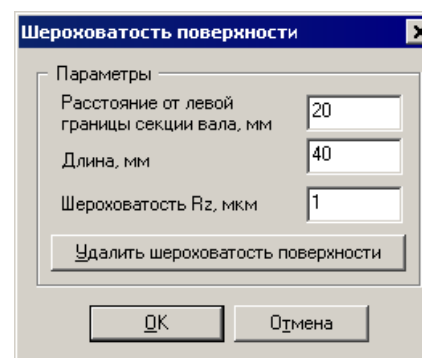 Шероховатость поверхности
Параметры
Расстояние от левой
границы секции вала, мм
20
Длина, мм
40
Шероховатость Rz, мкм
1
Удалить шероховатость поверхности
OK
Отмена